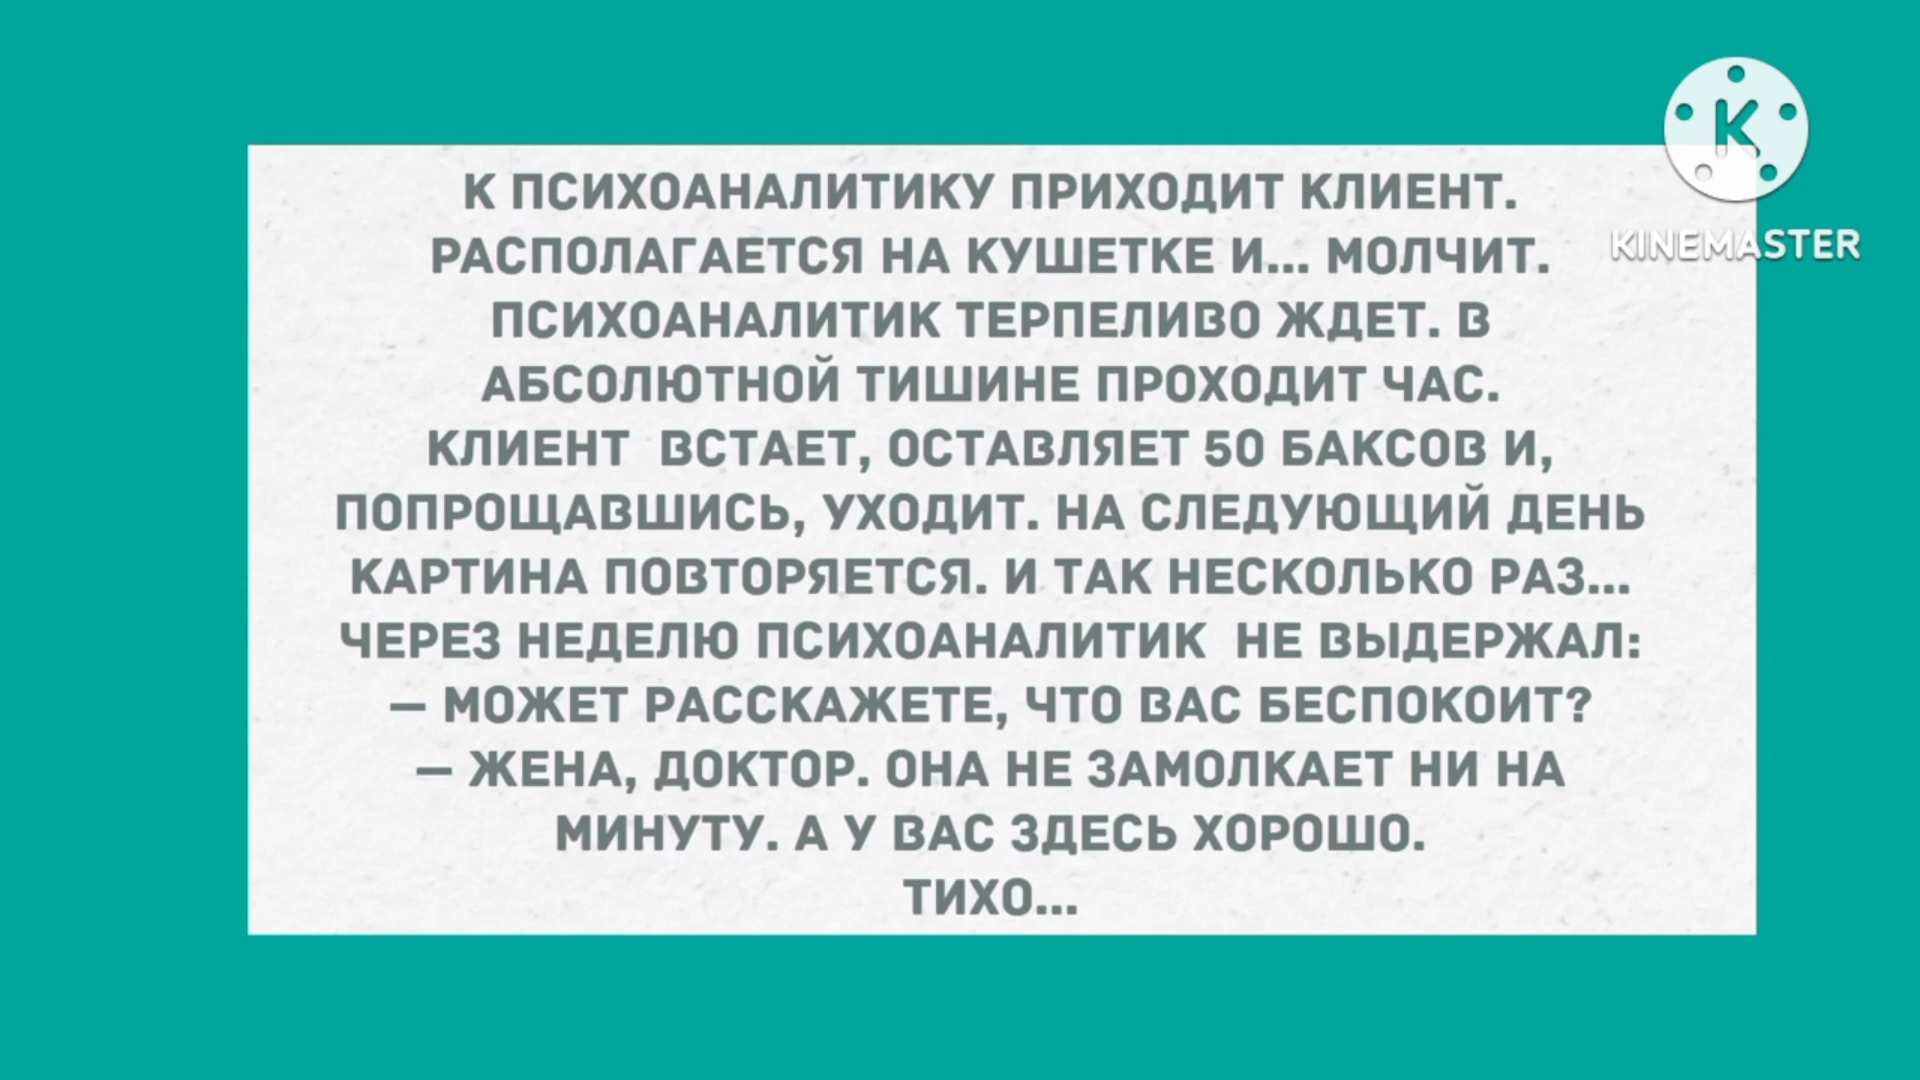 К ПСИХОАНАЛИТИКУ ПРИХОДИТ КЛИЕНТ.
РАСПОЛАГАЕТСЯ НА КУШЕТКЕ И... МОЛЧИТ.
ПСИХОАНАЛИТИК ТЕРПЕЛИВО ЖДЕТ. В
АБСОЛЮТНОЙ ТИШИНЕ ПРОХОДИТ ЧАС.
КЛИЕНТ  ВСТАЕТ, ОСТАВЛЯЕТ 50 БАКСОВ И,
ПОПРОЩАВШИСЬ, УХОДИТ. НА СЛЕДУЮЩИЙ ДЕНЬ
КАРТИНА ПОВТОРЯЕТСЯ. И ТАК НЕСКОЛЬКО РАЗ...
ЧЕРЕЗ НЕДЕЛЮ ПСИХОАНАЛИТИК  НЕ ВЫДЕРЖАЛ:
— МОЖЕТ РАССКАЖЕТЕ, ЧТО ВАС БЕСПОКОИТ?
— ЖЕНА, ДОКТОР. ОНА НЕ ЗАМОЛКАЕТ НИ НА
МИНУТУ. А У ВАС ЗДЕСЬ ХОРОШО.
ТИХО...
K
KINEMASTER